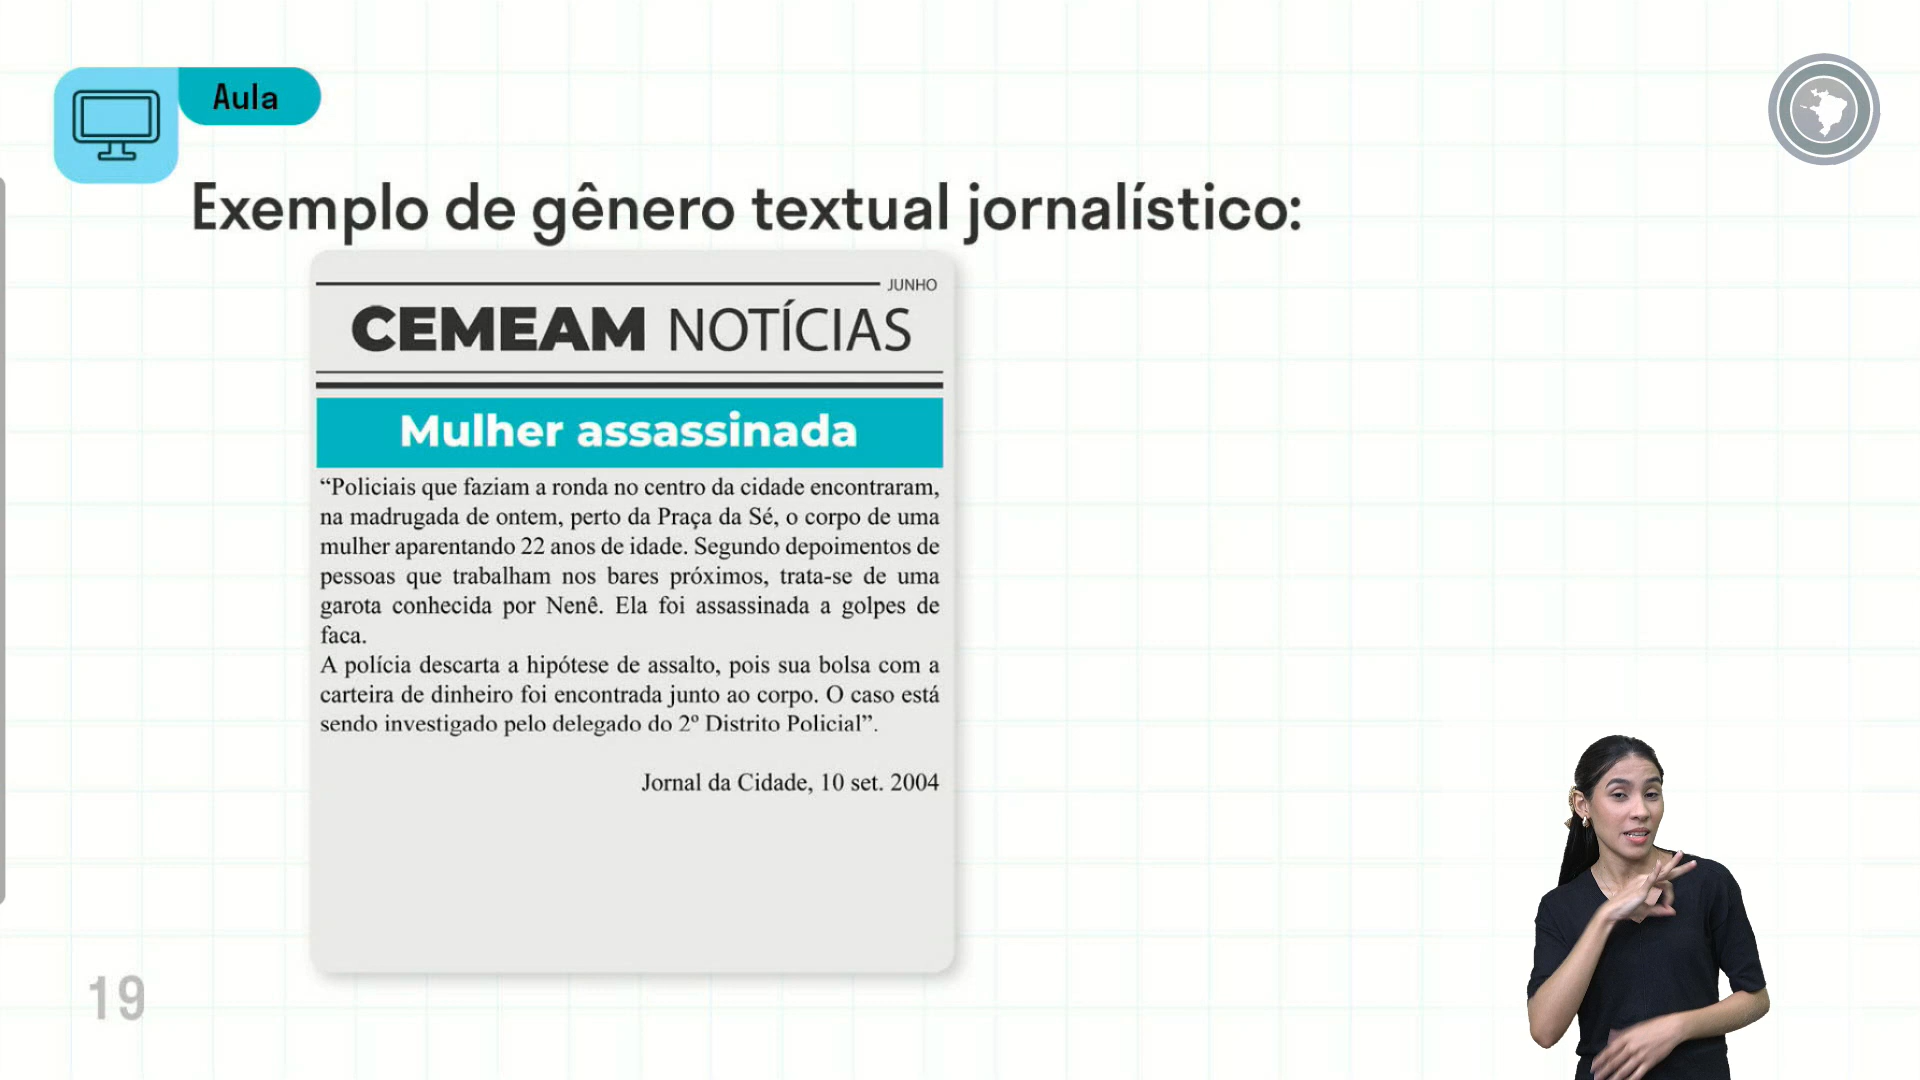 Aula
Exemplo de gênero textual jornalístico:
JUNHO
CEMEAM NOTÍCIAS
Mulher assassinada
“Policiais que faziam a ronda no centro da cidade encontraram,
na madrugada de ontem, perto da Praça da Sé, o corpo de uma
mulher aparentando 22 anos de idade. Segundo depoimentos de
pessoas que trabalham nos bares próximos, trata-se de uma
garota conhecida por Nenê. Ela foi assassinada a golpes de
faca.
A polícia descarta a hipótese de assalto, pois sua bolsa com a
carteira de dinheiro foi encontrada junto ao corpo. O caso está
sendo investigado pelo delegado do 2º Distrito Policial”.
Jornal da Cidade, 10 set. 2004
19